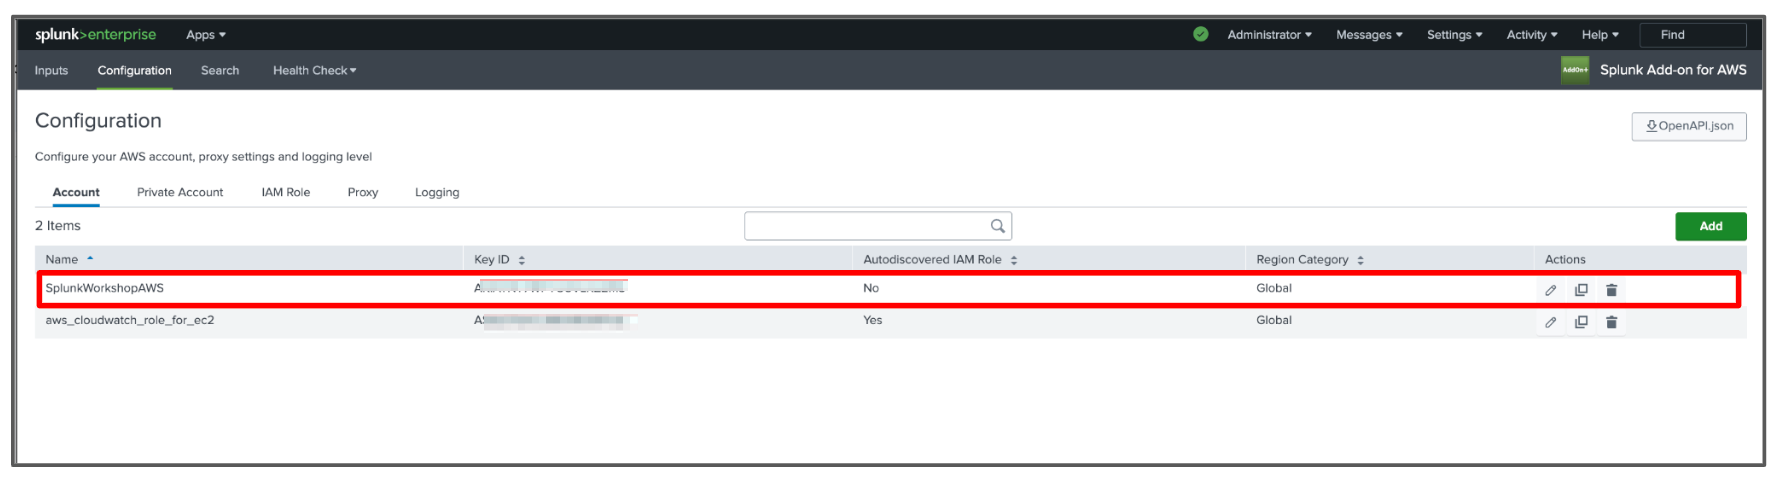 splunk>enterprise Apps Administrator Messages Settings Activity Help Find
Inputs Configuration Search Health Check AddOn+ Splunk Add-on for AWS
Configuration
OpenAPI.json
Configure your AWS account, proxy settings and logging level
Account Private Account IAM Role Proxy Logging
2 Items Add
Name Key ID Autodiscovered IAM Role Region Category Actions
SplunkWorkshopAWS No Global
aws_cloudwatch_role_for_ec2 Yes Global